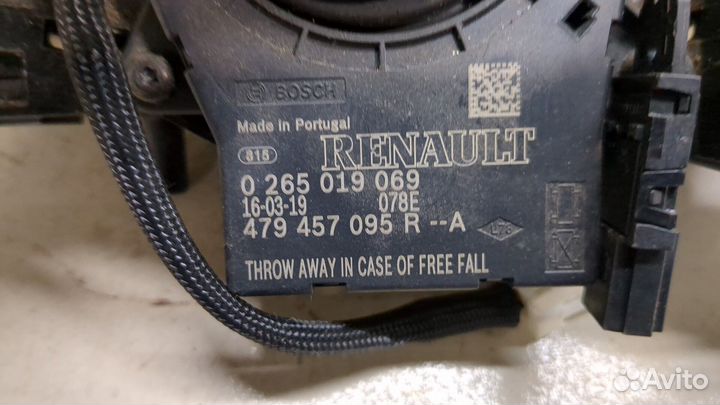 BOSCH
Made in Portugal
815
RENAULT
0 265 019 069
16-03-19 078E
479 457 095 R --A
L78
THROW AWAY IN CASE OF FREE FALL
Avito